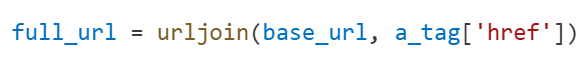 full_url = urljoin(base_url, a_tag['href'])